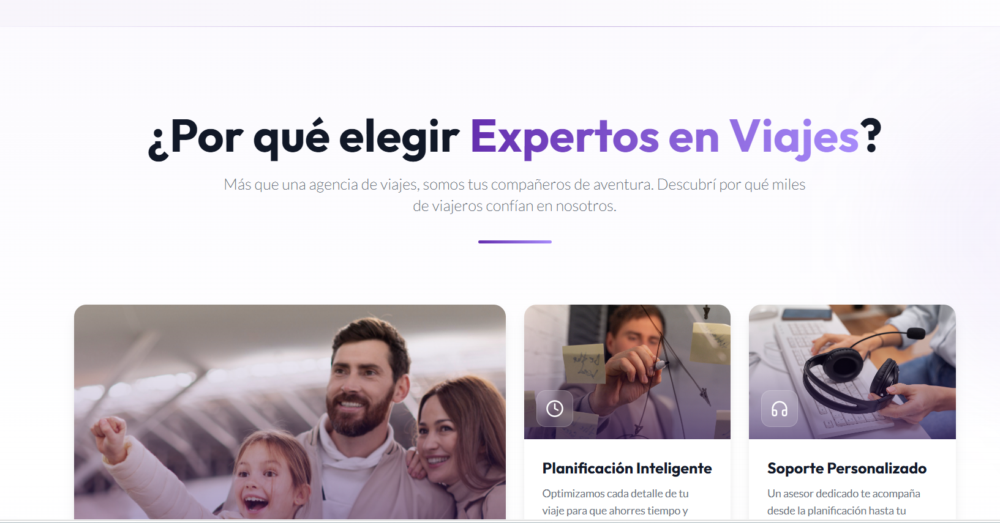 ¿Por qué elegir Expertos en Viajes?
Más que una agencia de viajes, somos tus compañeros de aventura. Descubrí por qué miles
de viajeros confían en nosotros.
Planificación Inteligente
Optimizamos cada detalle de tu
viaje para que ahorres tiempo y
Soporte Personalizado
Un asesor dedicado te acompaña
desde la planificación hasta tu